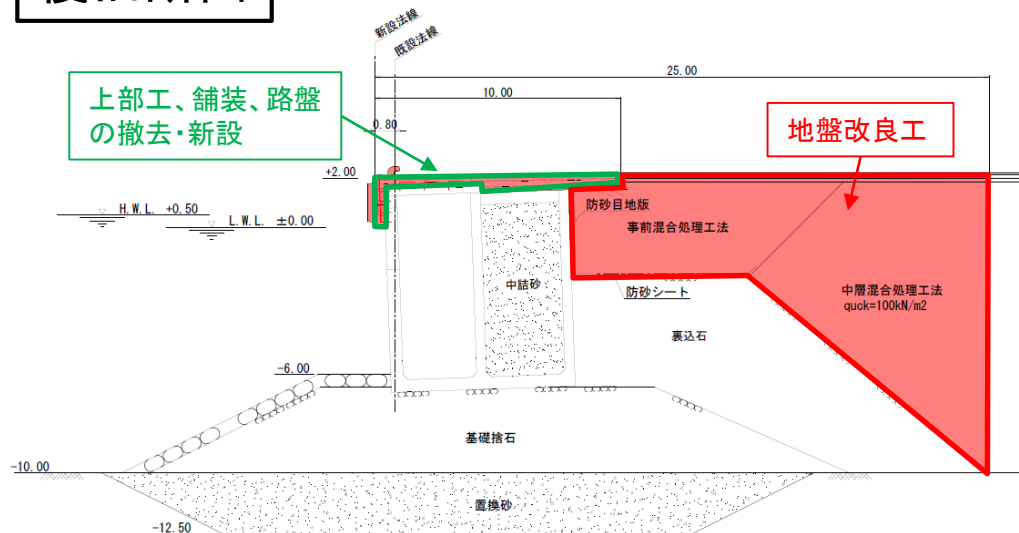 新設法線
既設法線
25.00
10.00
0.80
上部工、舗装、路盤
の撤去・新設
地盤改良工
+2.00
H.W.L. +0.50
L.W.L. ±0.00
防砂目地版
事前混合処理工法
中詰砂
防砂シート
中層混合処理工法
quck=100kN/m2
裏込石
-6.00
基礎捨石
-10.00
置換砂
-12.50